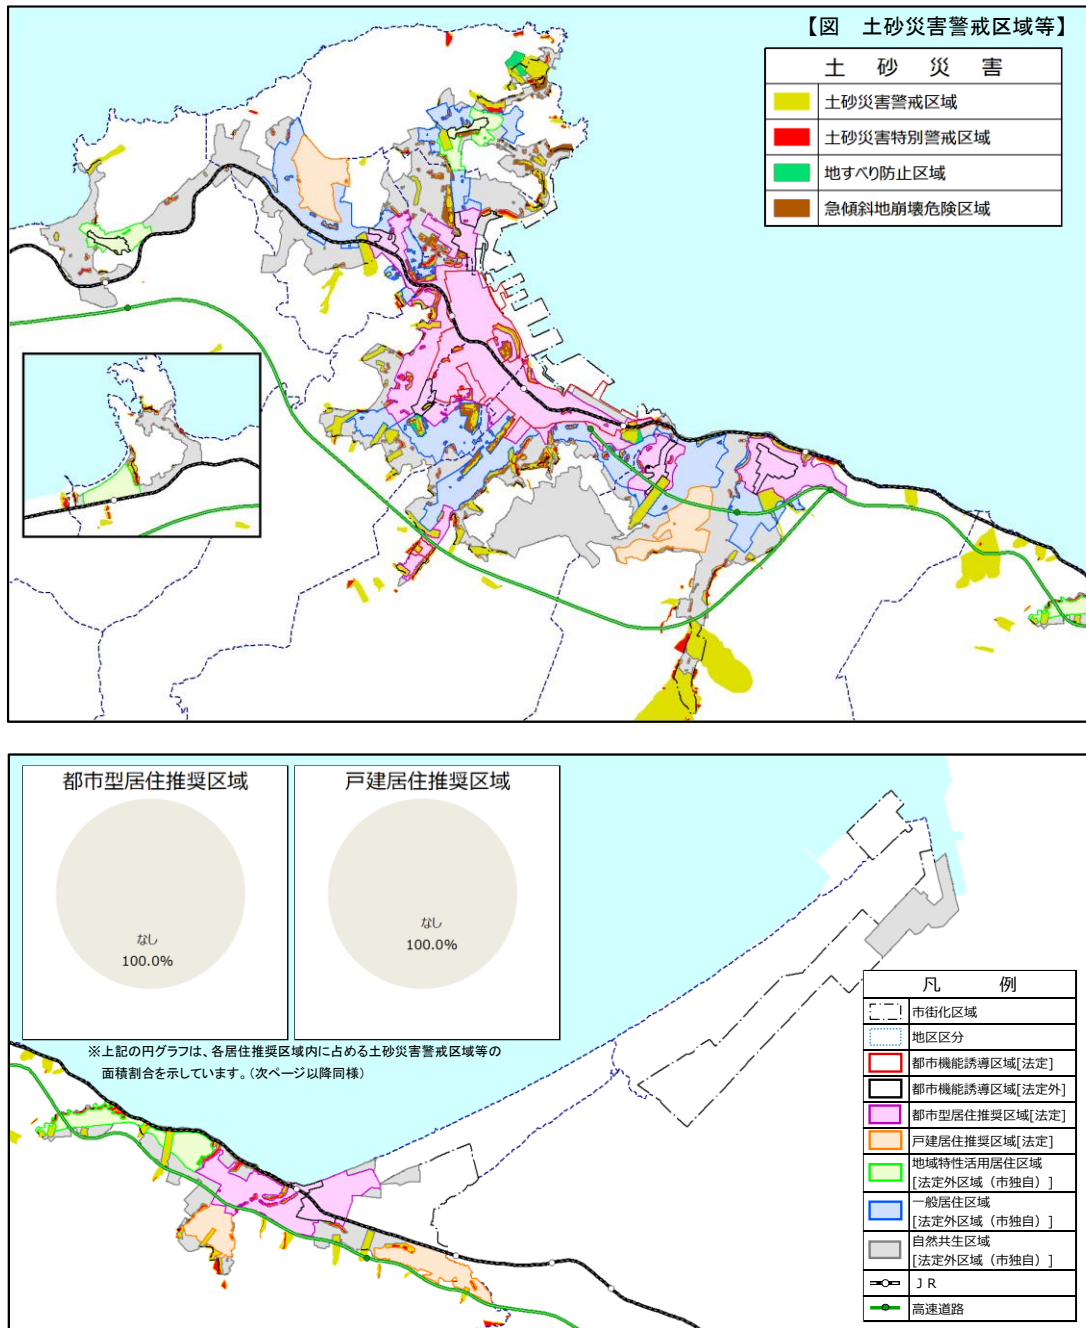 【図　土砂災害警戒区域等】
土　砂　災　害
土砂災害警戒区域
土砂災害特別警戒区域
地すべり防止区域
急傾斜地崩壊危険区域
都市型居住推奨区域
なし
100.0%
戸建居住推奨区域
なし
100.0%
※上記の円グラフは、各居住推奨区域内に占める土砂災害警戒区域等の
面積割合を示しています。（次ページ以降同様）
凡　例
市街化区域
地区区分
都市機能誘導区域[法定]
都市機能誘導区域[法定外]
都市型居住推奨区域[法定]
戸建居住推奨区域[法定]
地域特性活用居住区域
[法定外区域（市独自）]
一般居住区域
[法定外区域（市独自）]
自然共生区域
[法定外区域（市独自）]
ＪＲ
高速道路